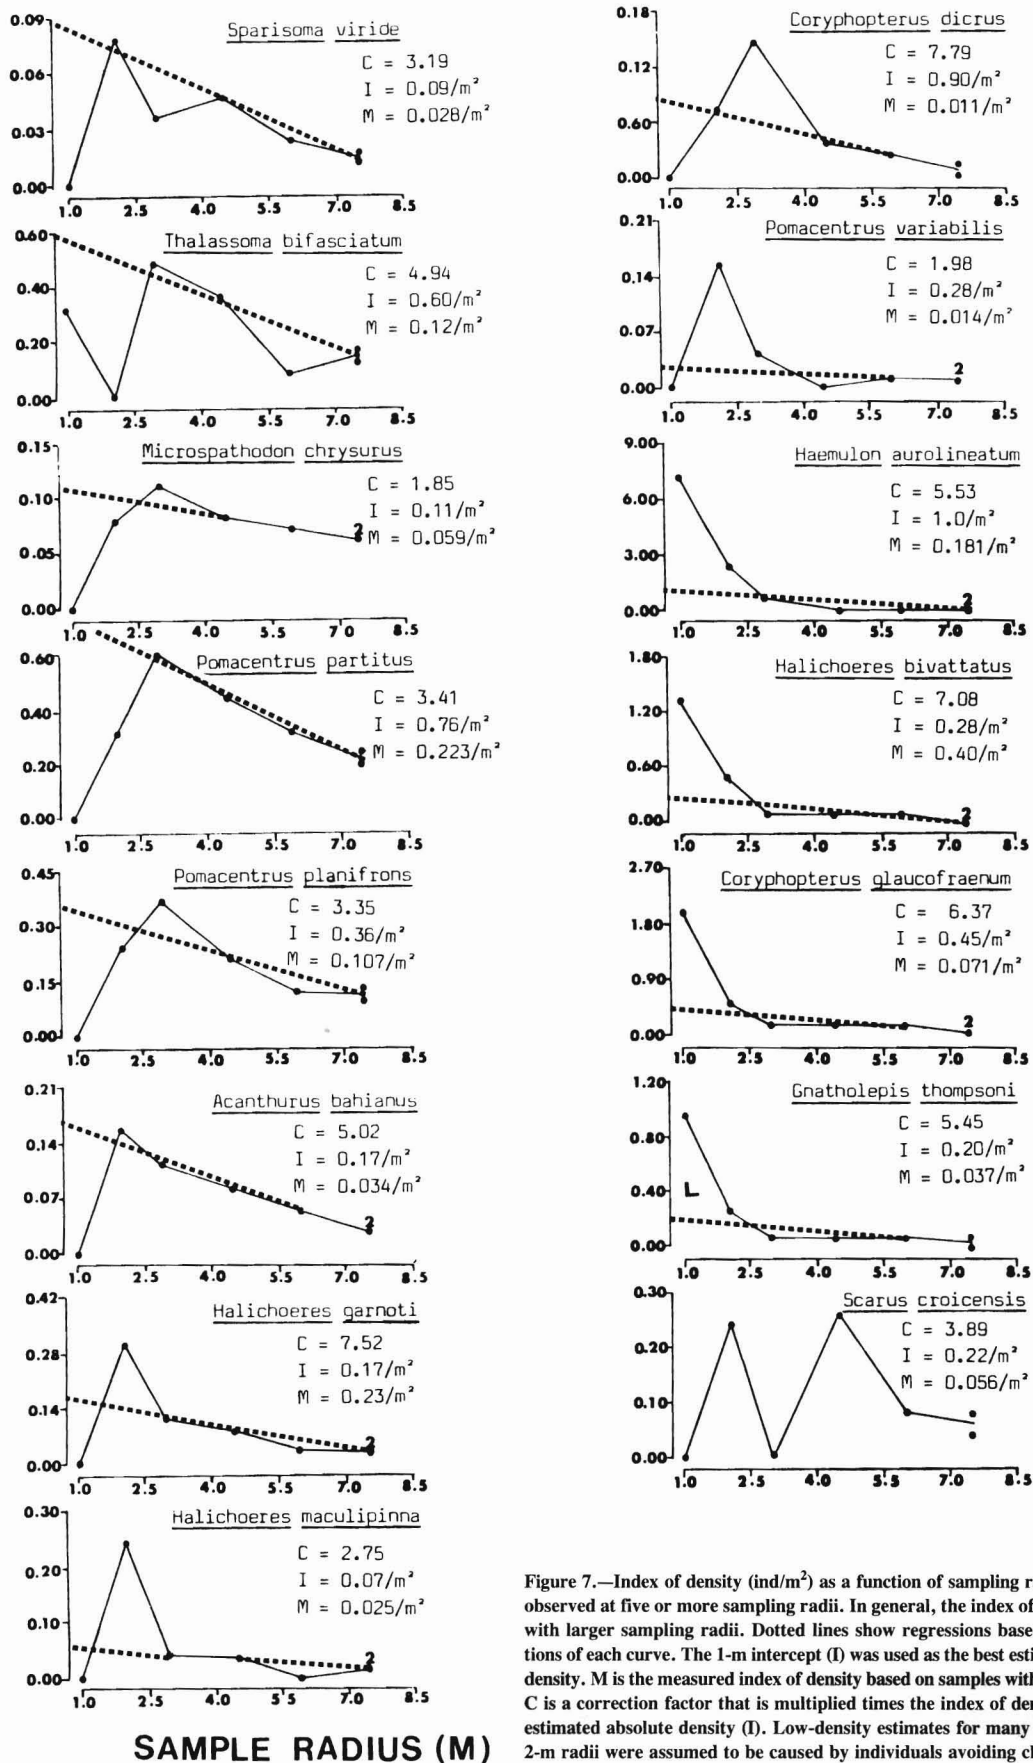 0.09
0.06
0.03
0.00
Sparisoma viride
C = 3.19
I = 0.09/m²
M = 0.028/m²
1.0 2.5 4.0 5.5 7.0 8.5
0.60
0.40
0.20
0.00
Thalassoma bifasciatum
C = 4.94
I = 0.60/m²
M = 0.12/m²
1.0 2.5 4.0 5.5 7.0 8.5
0.15
0.10
0.05
0.00
Microspathodon chrysurus
C = 1.85
I = 0.11/m²
2 M = 0.059/m²
1.0 2.5 4.0 5.5 7.0 8.5
0.60
0.40
0.20
0.00
Pomacentrus partitus
C = 3.41
I = 0.76/m²
M = 0.223/m²
1.0 2.5 4.0 5.5 7.0 8.5
0.45
0.30
0.15
0.00
Pomacentrus planifrons
C = 3.35
I = 0.36/m²
M = 0.107/m²
1.0 2.5 4.0 5.5 7.0 8.5
0.21
0.14
0.07
0.00
Acanthurus bahianus
C = 5.02
I = 0.17/m²
M = 0.034/m²
2
1.0 2.5 4.0 5.5 7.0 8.5
0.42
0.28
0.14
0.00
Halichoeres garnoti
C = 7.52
I = 0.17/m²
M = 0.23/m²
2
1.0 2.5 4.0 5.5 7.0 8.5
0.30
0.20
0.10
0.00
Halichoeres maculipinna
C = 2.75
I = 0.07/m²
M = 0.025/m²
2
1.0 2.5 4.0 5.5 7.0 8.5
SAMPLE RADIUS (M)
0.18
0.12
0.60
0.00
Coryphopterus dicrus
C = 7.79
I = 0.90/m²
M = 0.011/m²
1.0 2.5 4.0 5.5 7.0 8.5
0.21
0.14
0.07
0.00
Pomacentrus variabilis
C = 1.98
I = 0.28/m²
M = 0.014/m²
2
1.0 2.5 4.0 5.5 7.0 8.5
9.00
6.00
3.00
0.00
Haemulon aurolineatum
C = 5.53
I = 1.0/m²
M = 0.181/m²
2
1.0 2.5 4.0 5.5 7.0 8.5
1.80
1.20
0.60
0.00
Halichoeres bivattatus
C = 7.08
I = 0.28/m²
M = 0.40/m²
2
1.0 2.5 4.0 5.5 7.0 8.5
2.70
1.80
0.90
0.00
Coryphopterus glaucofraenum
C = 6.37
I = 0.45/m²
M = 0.071/m²
2
1.0 2.5 4.0 5.5 7.0 8.5
1.20
0.80
0.40
0.00
Gnatholepis thompsoni
C = 5.45
I = 0.20/m²
M = 0.037/m²
L
1.0 2.5 4.0 5.5 7.0 8.5
0.30
0.20
0.10
0.00
Scarus croicensis
C = 3.89
I = 0.22/m²
M = 0.056/m²
1.0 2.5 4.0 5.5 7.0 8.5
Figure 7.—Index of density (ind/m²) as a function of sampling r
observed at five or more sampling radii. In general, the index of
with larger sampling radii. Dotted lines show regressions base
tions of each curve. The 1-m intercept (I) was used as the best esti
density. M is the measured index of density based on samples with
C is a correction factor that is multiplied times the index of der
estimated absolute density (I). Low-density estimates for many
2-m radii were assumed to be caused by individuals avoiding c